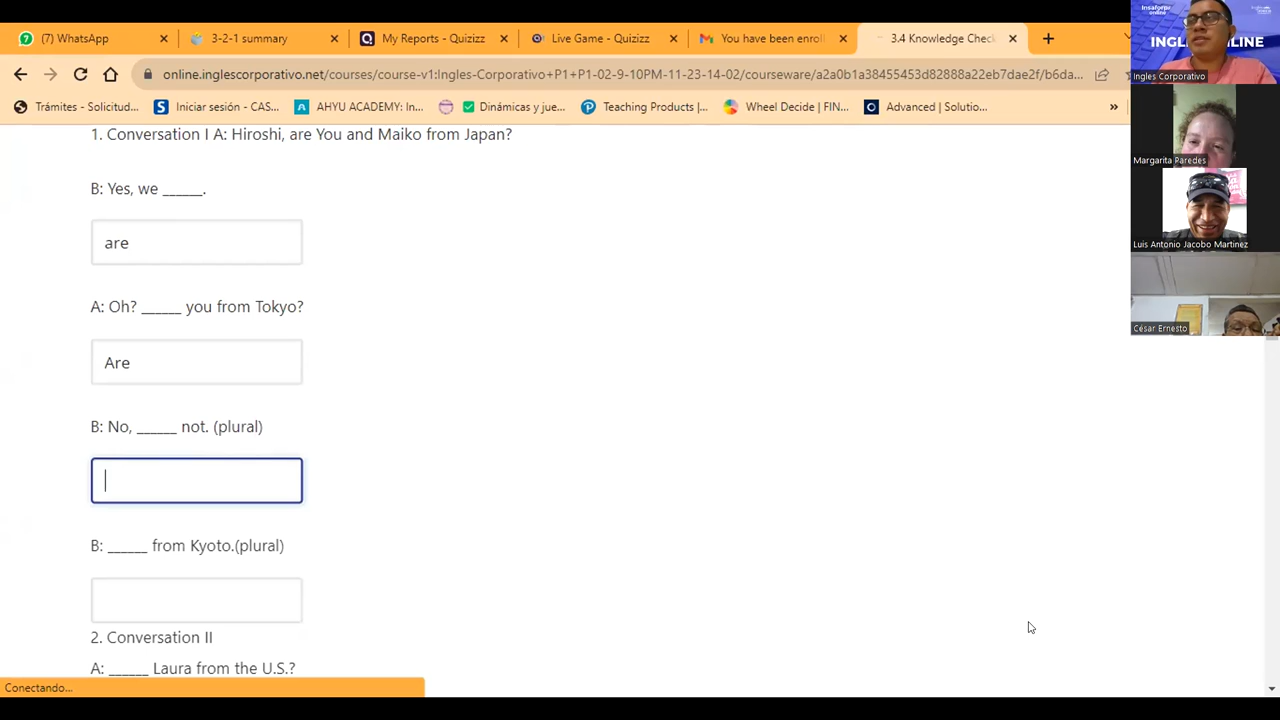 (7) WhatsApp
3-2-1 summary
My Reports - Quizizz
Live Game - Quizizz
You have been enroll
3.4 Knowledge Check
online.inglescorporativo.net/courses/course-v1:Ingles-Corporativo+P1+P1-02-9-10PM-11-23-14-02/courseware/a2a0b1a38455453d82888a22eb7dae2f/b6da...
Trámites - Solicitud...
Iniciar sesión - CAS...
AHYU ACADEMY: In...
Dinámicas y jue...
Teaching Products |...
Wheel Decide | FIN...
Advanced | Solutio...
»
1. Conversation I A: Hiroshi, are You and Maiko from Japan?
B: Yes, we ______.
are
A: Oh? ______ you from Tokyo?
Are
B: No, ______ not. (plural)
B: ______ from Kyoto.(plural)
2. Conversation II
A: ______ Laura from the U.S.?
Conectando...
Insaforp
online
Ingles Corporativo
Margarita Paredes
Luis Antonio Jacobo Martinez
César Ernesto